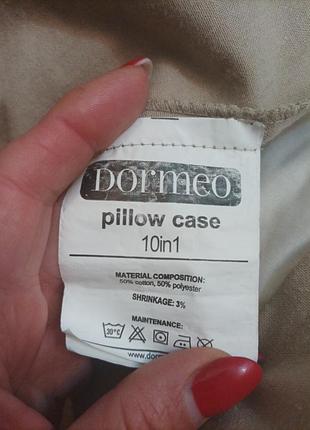 DORMEO
pillow case
10in1
MATERIAL COMPOSITION:
50% cotton, 50% polyester
SHRINKAGE: 3%
MAINTENANCE:
30°C